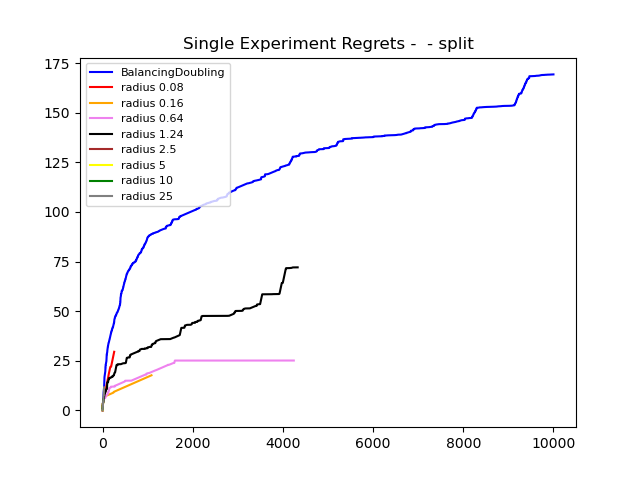 Single Experiment Regrets -  - split
175
150
125
100
75
50
25
0
BalancingDoubling
radius 0.08
radius 0.16
radius 0.64
radius 1.24
radius 2.5
radius 5
radius 10
radius 25
0 2000 4000 6000 8000 10000